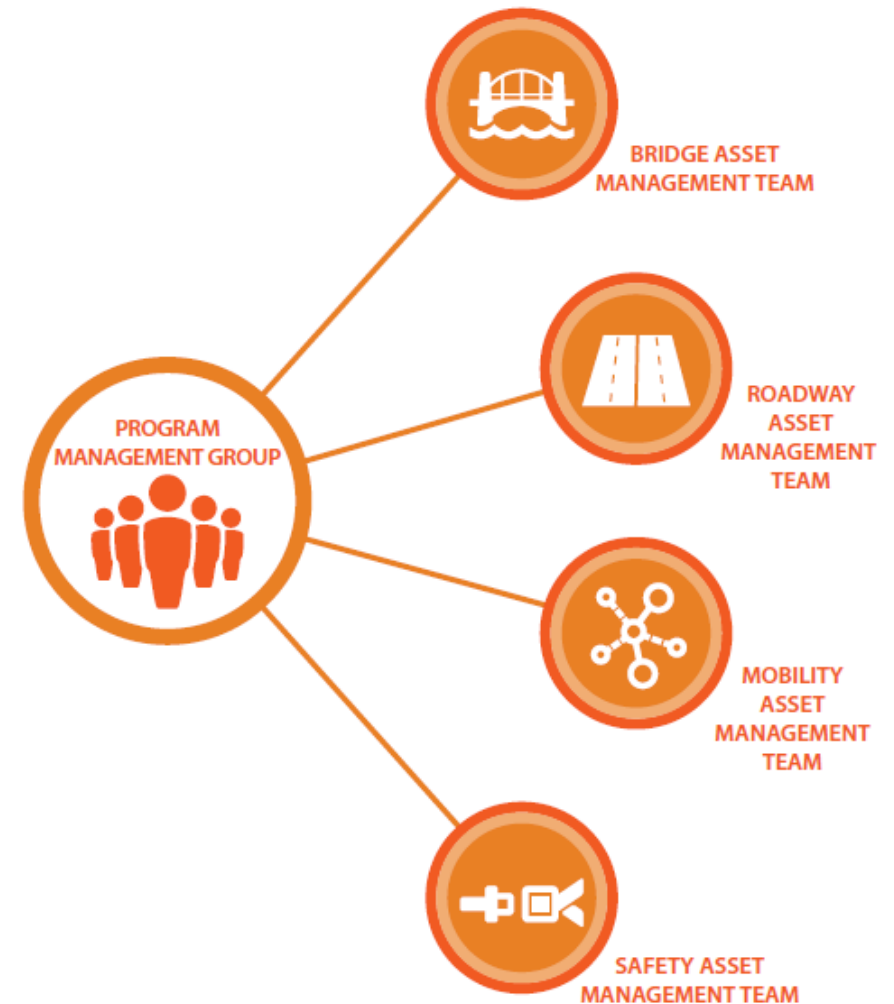 BRIDGE ASSET
MANAGEMENT TEAM
PROGRAM
MANAGEMENT GROUP
ROADWAY
ASSET
MANAGEMENT
TEAM
MOBILITY
ASSET
MANAGEMENT
TEAM
SAFETY ASSET
MANAGEMENT TEAM